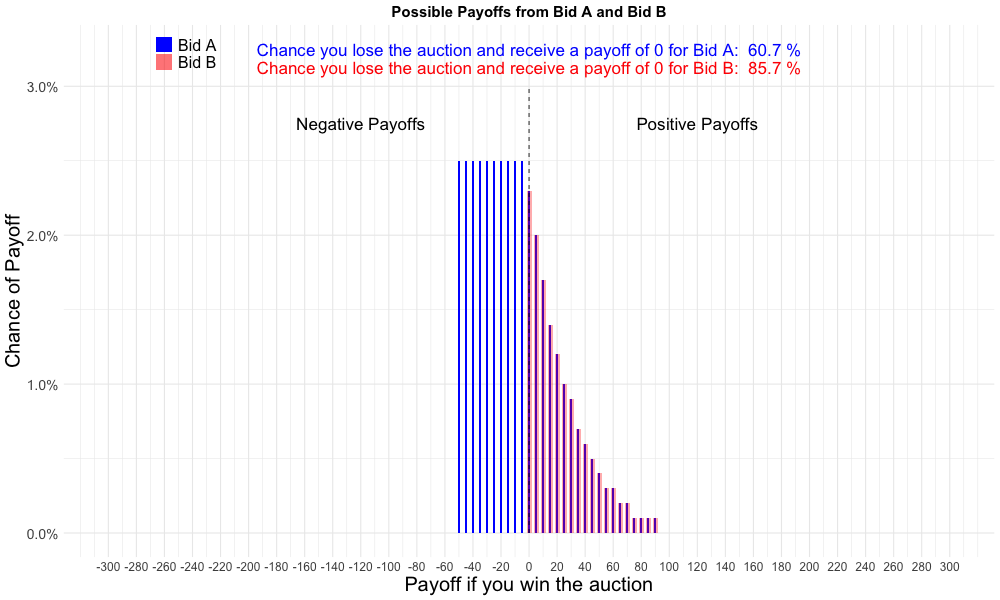 Possible Payoffs from Bid A and Bid B
Bid A
Bid B
Chance you lose the auction and receive a payoff of 0 for Bid A:  60.7 %
Chance you lose the auction and receive a payoff of 0 for Bid B:  85.7 %
Negative Payoffs
Positive Payoffs
Chance of Payoff
3.0%
2.0%
1.0%
0.0%
-300 -280 -260 -240 -220 -200 -180 -160 -140 -120 -100 -80 -60 -40 -20 0 20 40 60 80 100 120 140 160 180 200 220 240 260 280 300
Payoff if you win the auction